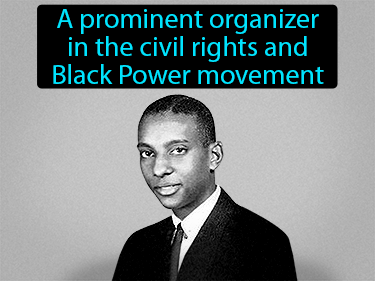 A prominent organizer
in the civil rights and
Black Power movement